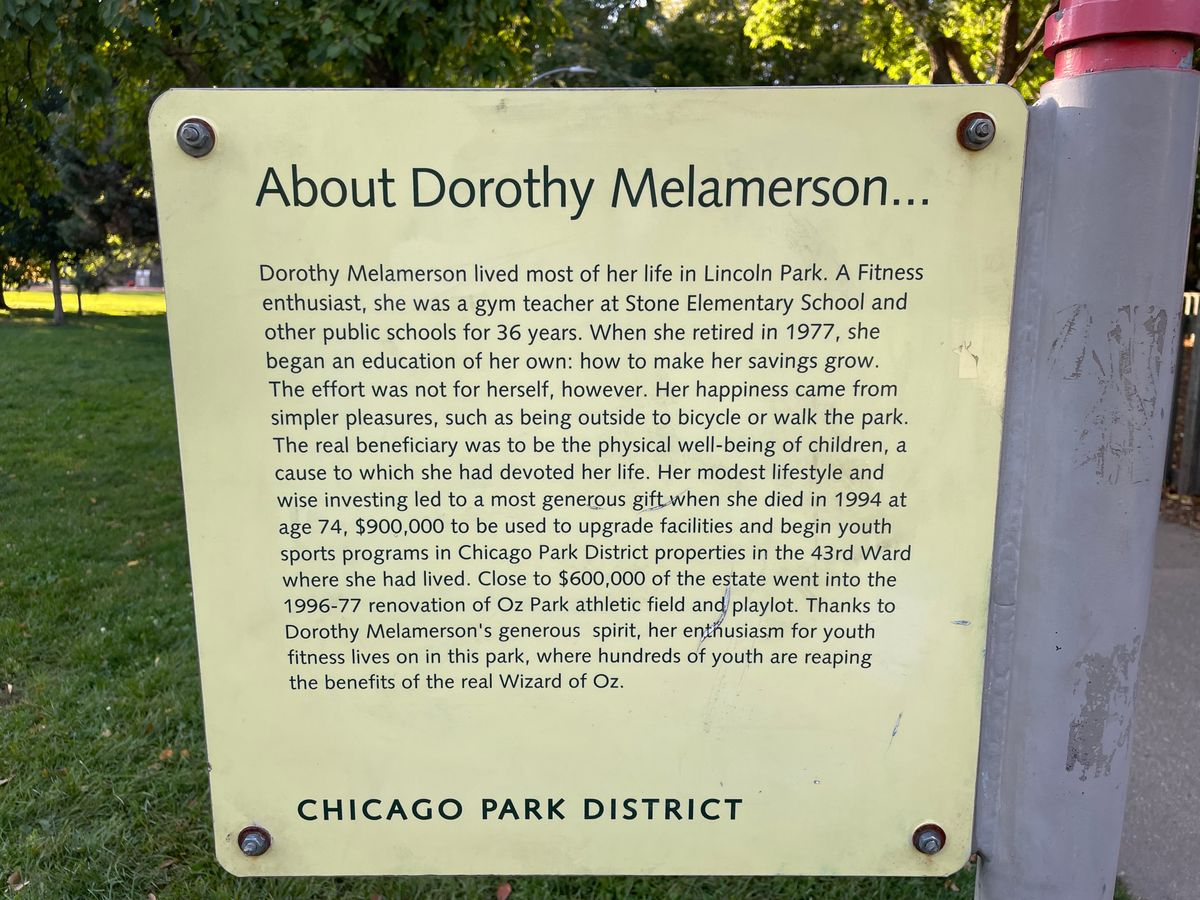 About Dorothy Melamerson...
Dorothy Melamerson lived most of her life in Lincoln Park. A Fitness
enthusiast, she was a gym teacher at Stone Elementary School and
other public schools for 36 years. When she retired in 1977, she
began an education of her own: how to make her savings grow.
The effort was not for herself, however. Her happiness came from
simpler pleasures, such as being outside to bicycle or walk the park.
The real beneficiary was to be the physical well-being of children, a
cause to which she had devoted her life. Her modest lifestyle and
wise investing led to a most generous gift when she died in 1994 at
age 74, $900,000 to be used to upgrade facilities and begin youth
sports programs in Chicago Park District properties in the 43rd Ward
where she had lived. Close to $600,000 of the estate went into the
1996-77 renovation of Oz Park athletic field and playlot. Thanks to
Dorothy Melamerson's generous spirit, her enthusiasm for youth
fitness lives on in this park, where hundreds of youth are reaping
the benefits of the real Wizard of Oz.
CHICAGO PARK DISTRICT